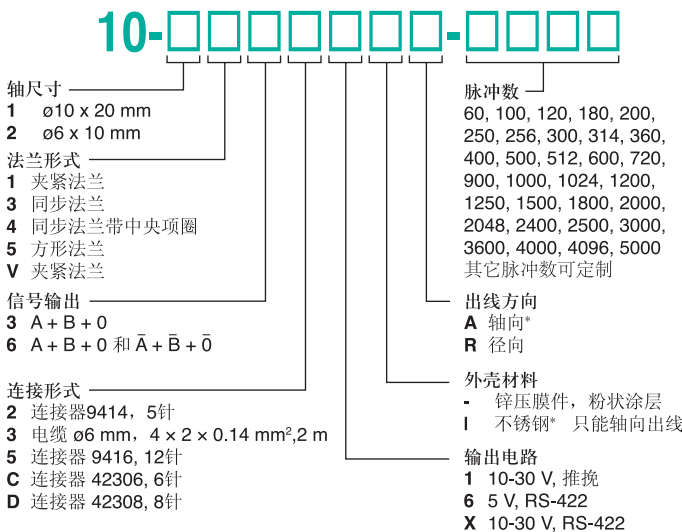 10-□□□□□□□-□□□□
轴尺寸
1 ø10 x 20 mm
2 ø6 x 10 mm
法兰形式
1 夹紧法兰
3 同步法兰
4 同步法兰带中央项圈
5 方形法兰
V 夹紧法兰
信号输出
3 A + B + 0
6 A + B + 0 和 A̅ + B̅ + 0̅
连接形式
2 连接器9414，5针
3 电缆 ø6 mm，4 × 2 × 0.14 mm²,2 m
5 连接器 9416, 12针
C 连接器 42306, 6针
D 连接器 42308, 8针
脉冲数
60, 100, 120, 180, 200,
250, 256, 300, 314, 360,
400, 500, 512, 600, 720,
900, 1000, 1024, 1200,
1250, 1500, 1800, 2000,
2048, 2400, 2500, 3000,
3600, 4000, 4096, 5000
其它脉冲数可定制
出线方向
A 轴向*
R 径向
外壳材料
- 锌压膜件，粉状涂层
I 不锈钢* 只能轴向出线
输出电路
1 10-30 V, 推挽
6 5 V, RS-422
X 10-30 V, RS-422